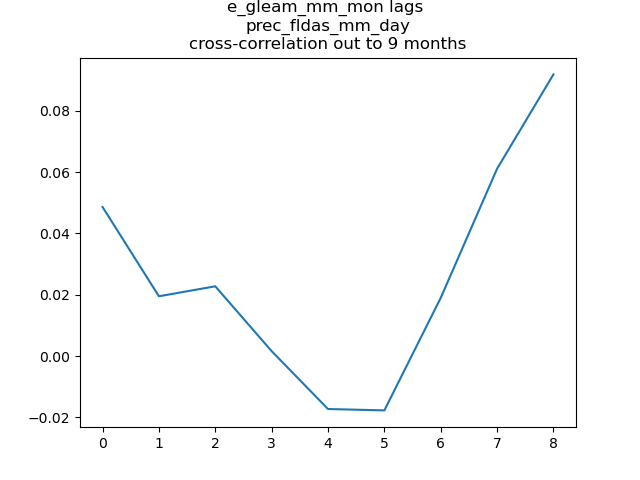 e_gleam_mm_mon lags
prec_fldas_mm_day
cross-correlation out to 9 months
0.08
0.06
0.04
0.02
0.00
−0.02
0 1 2 3 4 5 6 7 8